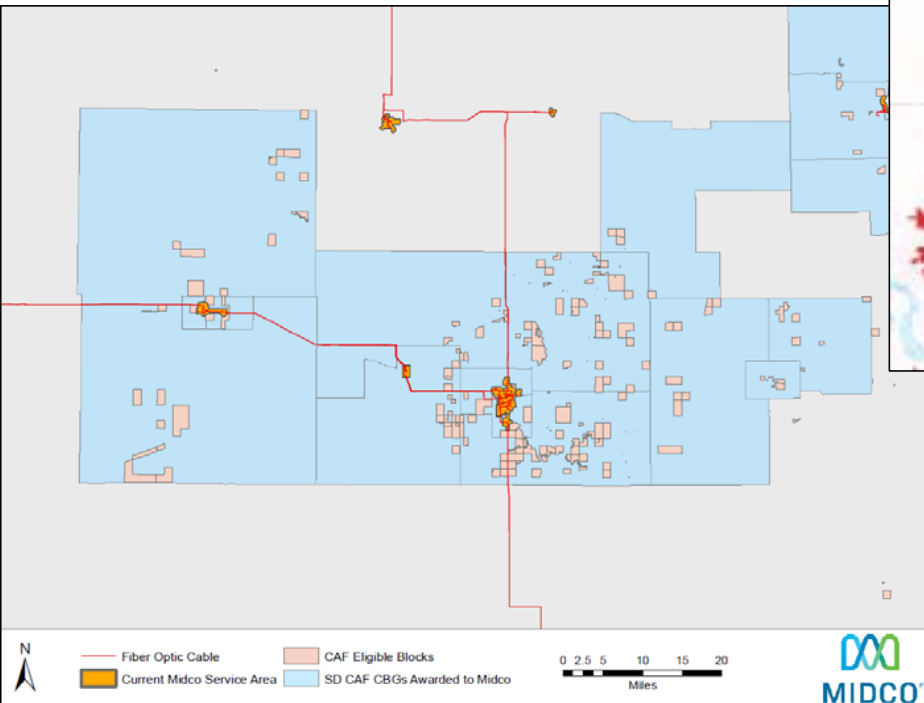 N
Fiber Optic Cable
Current Midco Service Area
CAF Eligible Blocks
SD CAF CBGs Awarded to Midco
0 2.5 5 10 15 20
Miles
MIDCO